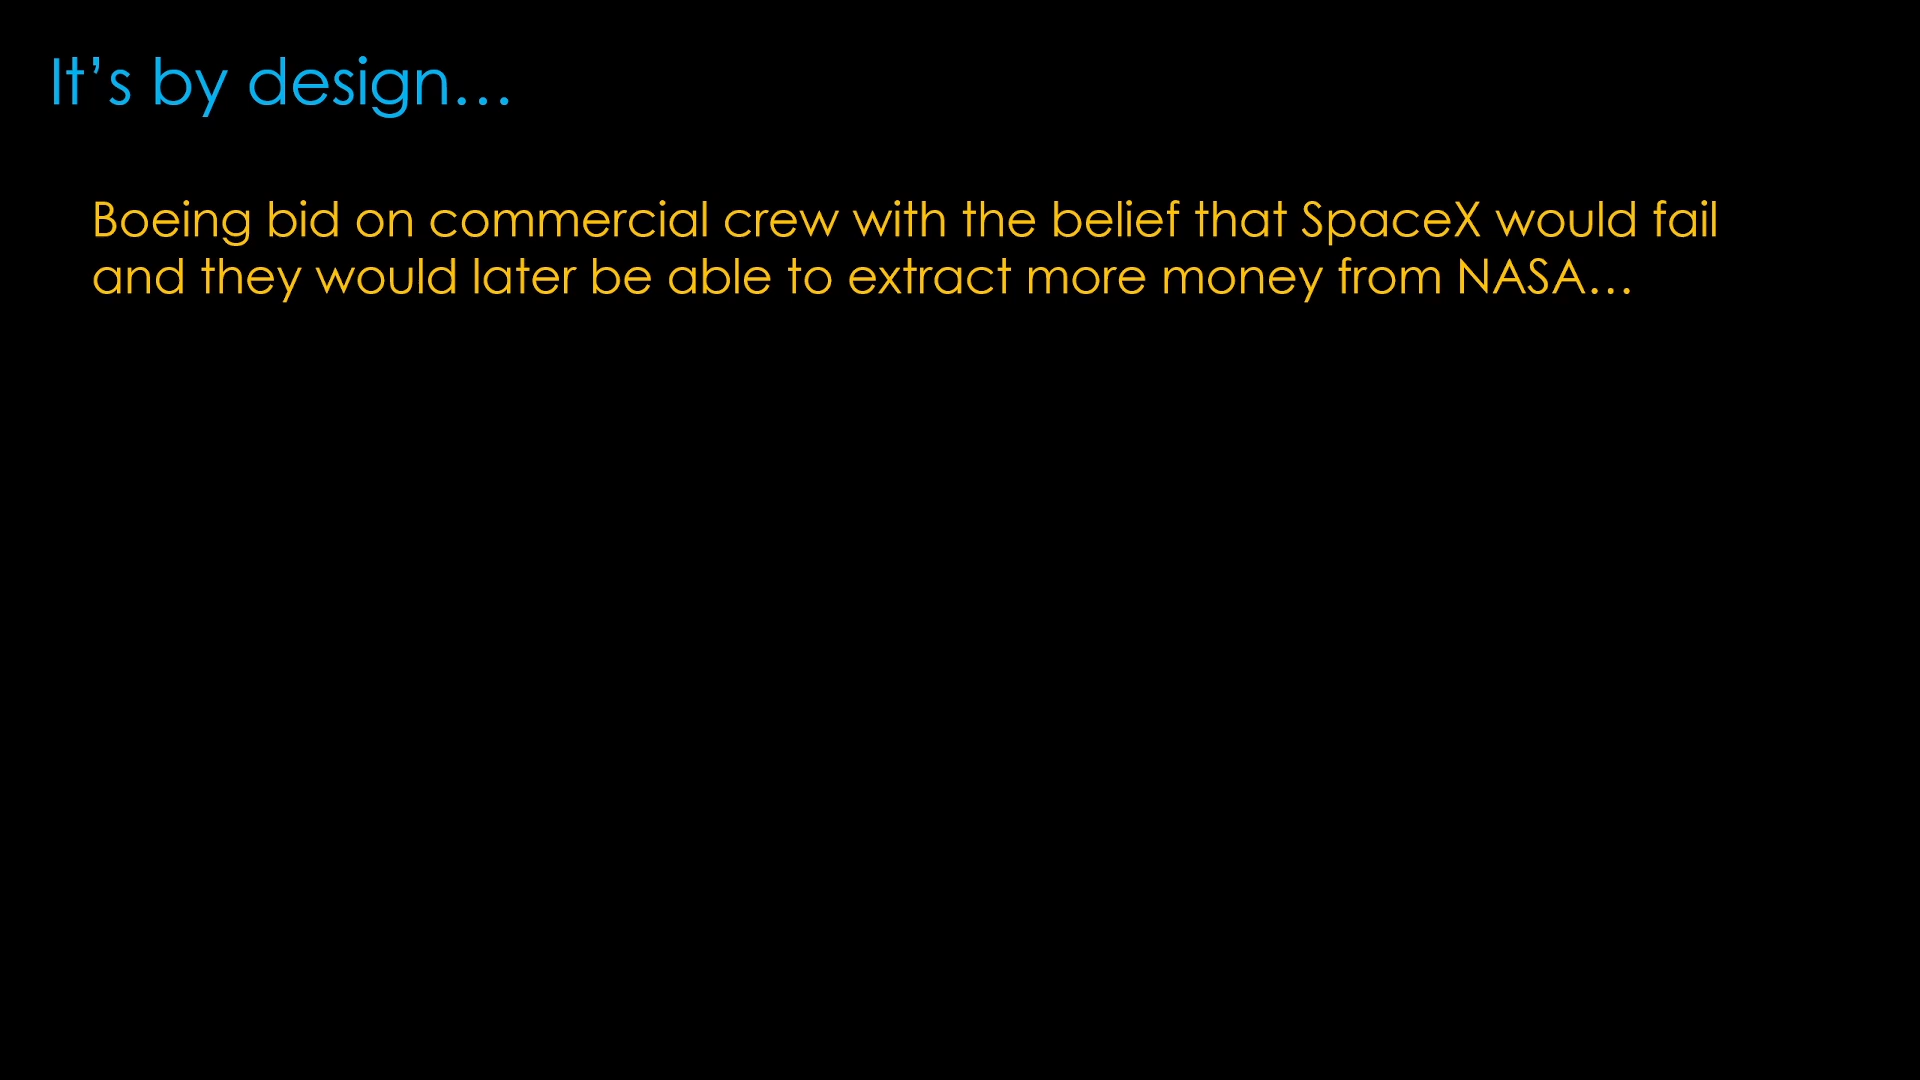 It’s by design…
Boeing bid on commercial crew with the belief that SpaceX would fail
and they would later be able to extract more money from NASA…